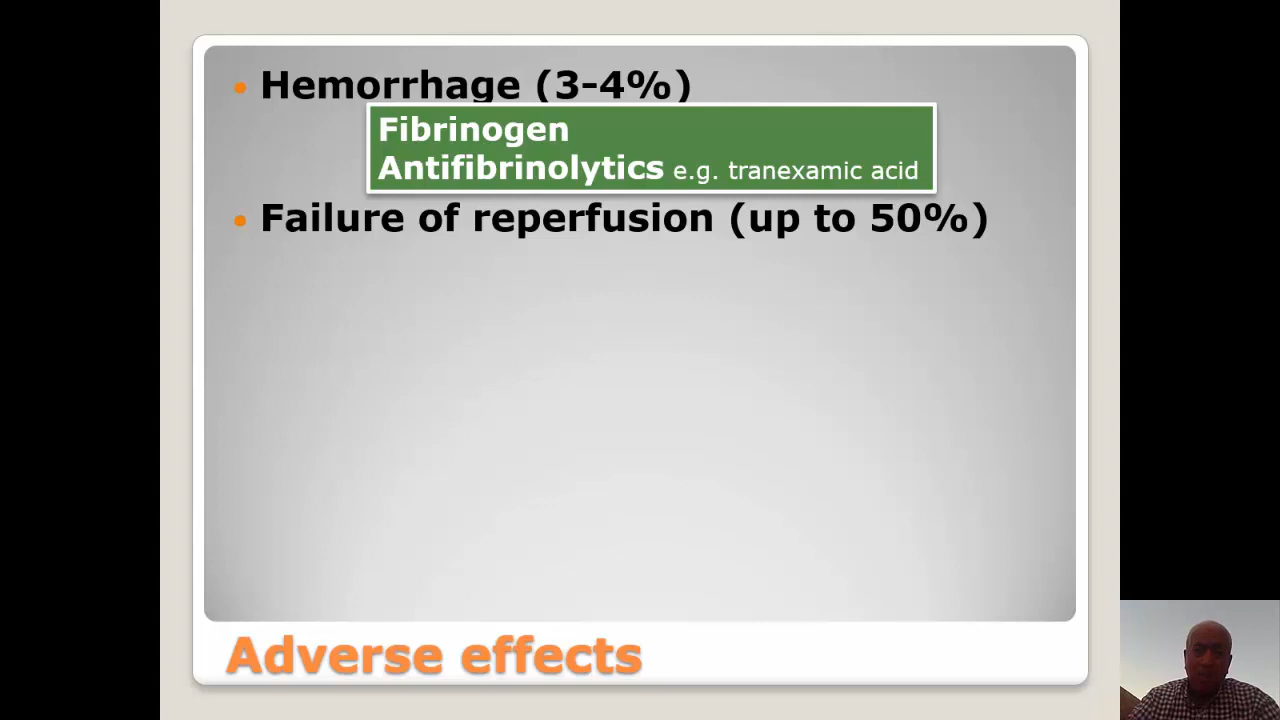 Hemorrhage (3-4%)
Fibrinogen
Antifibrinolytics e.g. tranexamic acid
Failure of reperfusion (up to 50%)
Adverse effects